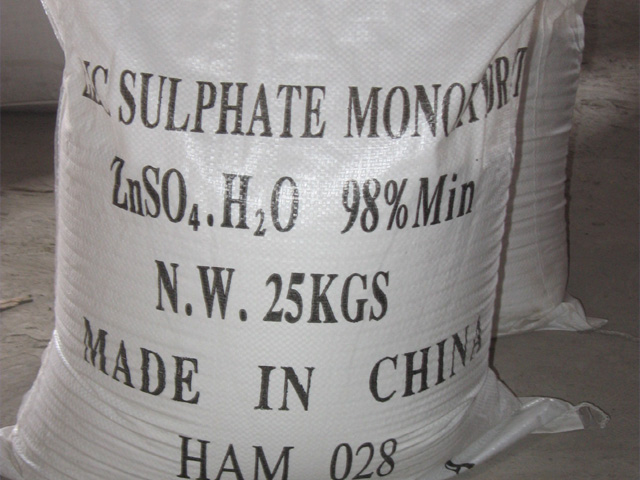 SULPHATE
ZnSO₄.H₂O 98%Min
N.W. 25KGS
MADE IN CHINA
HAM 028